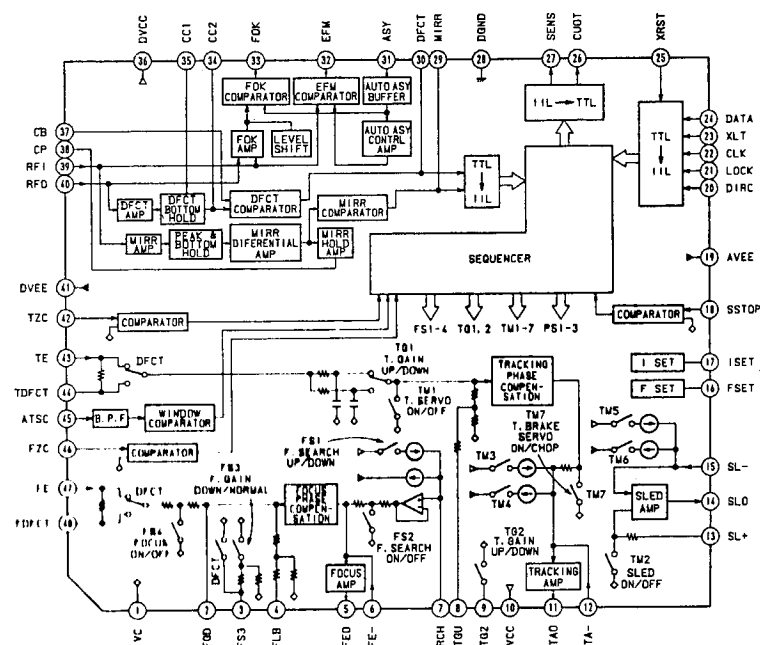 DVCC
CC1
CC2
FOK
EFM
ASY
DFCT
MIRR
DGND
SENS
CUOT
XRST
36
35
34
33
32
31
30
29
28
27
26
25
FOK COMPARATOR
EFM COMPARATOR
AUTO ASY BUFFER
IIL → TTL
CB 37
CP 38
RFI 39
RFO 40
FOK AMP
LEVEL SHIFT
AUTO ASY CONTRL AMP
TTL ↓ IIL
TTL ↓ IIL
24 DATA
23 XLT
22 CLK
21 LOCK
20 DIRC
DFCT AMP
DFCT BOTTOM HOLD
DFCT COMPARATOR
MIRR COMPARATOR
MIRR AMP
PEAK & BOTTOM HOLD
MIRR DIFERENTIAL AMP
MIRR HOLD AMP
SEQUENCER
19 AVEE
DVEE 41
TZC 42
COMPARATOR
FS1-4
TG1, 2
TM1-7
PS1-3
COMPARATOR
18 SSTOP
TE 43
DFCT
TG1
T. GAIN
UP/DOWN
TRACKING PHASE COMPEN-SATION
I SET
17 ISET
F SET
16 FSET
TDFCT 44
TM1
T. SERVO
ON/OFF
ATSC 45
B.P.F
WINDOW COMPARATOR
TM7
T. BRAKE
SERVO
ON/CHOP
TM5
TM6
FZC 46
COMPARATOR
FS1
F. SEARCH
UP/DOWN
TM3
TM4
TM7
15 SL-
FE 47
DFCT
FS3
F. GAIN
DOWN/NORMAL
FOCUS PHASE COMPEN-SATION
SLED AMP
14 SLO
FDFCT 48
FS4
FOCUS
ON/OFF
DFCT
FS2
F. SEARCH
ON/OFF
TG2
T. GAIN
UP/DOWN
13 SL+
TM2
SLED
ON/OFF
FOCUS AMP
TRACKING AMP
1
2
3
4
5
6
7
8
9
10
11
12
VC
FGD
FS3
FLB
FEO
FE-
RCH
TGU
TG2
VCC
TAO
TA-